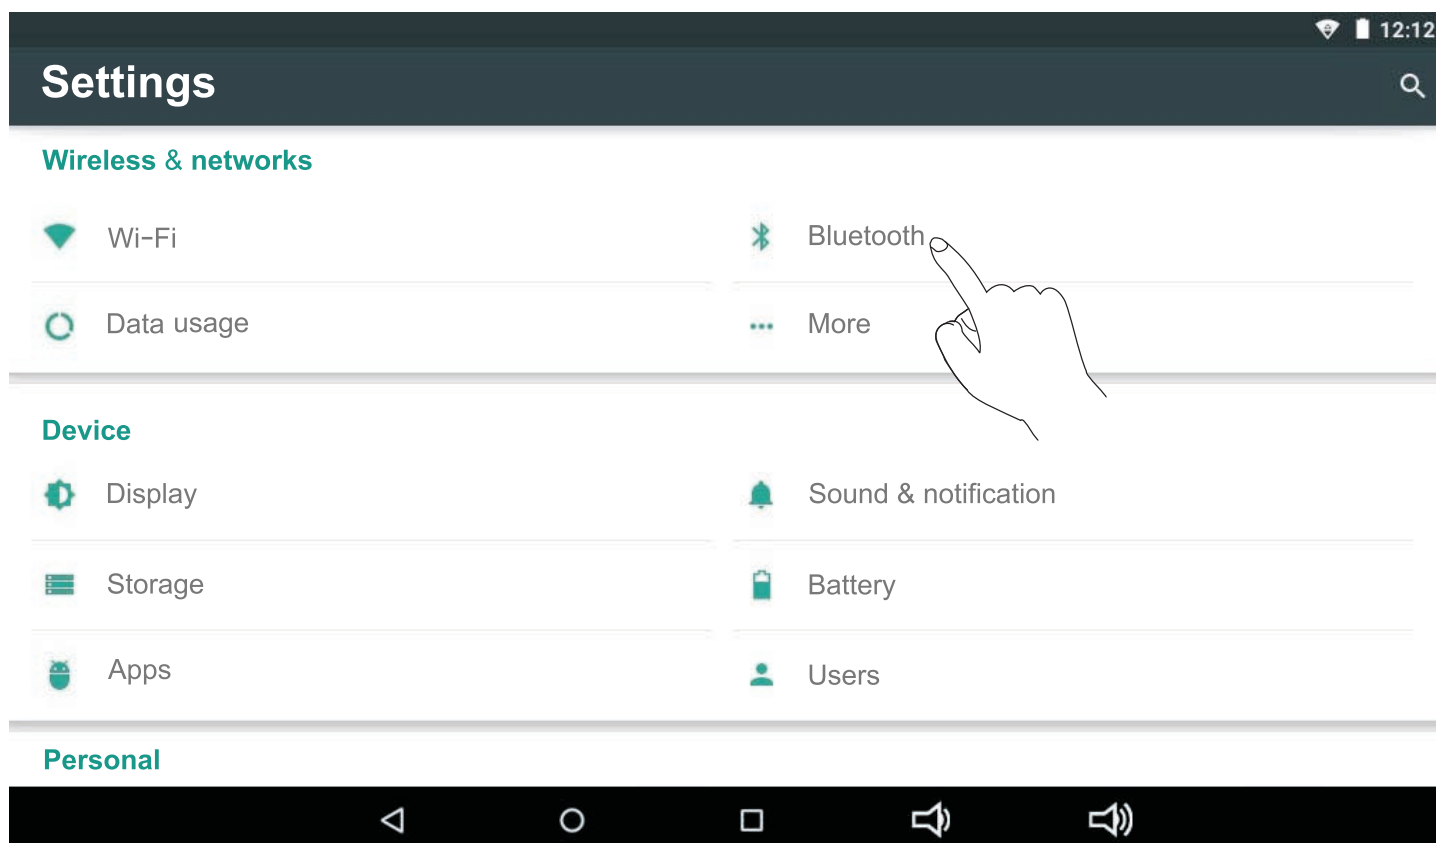 12:12
Settings
Wireless & networks
Wi-Fi
Bluetooth
Data usage
More
Device
Display
Sound & notification
Storage
Battery
Apps
Users
Personal